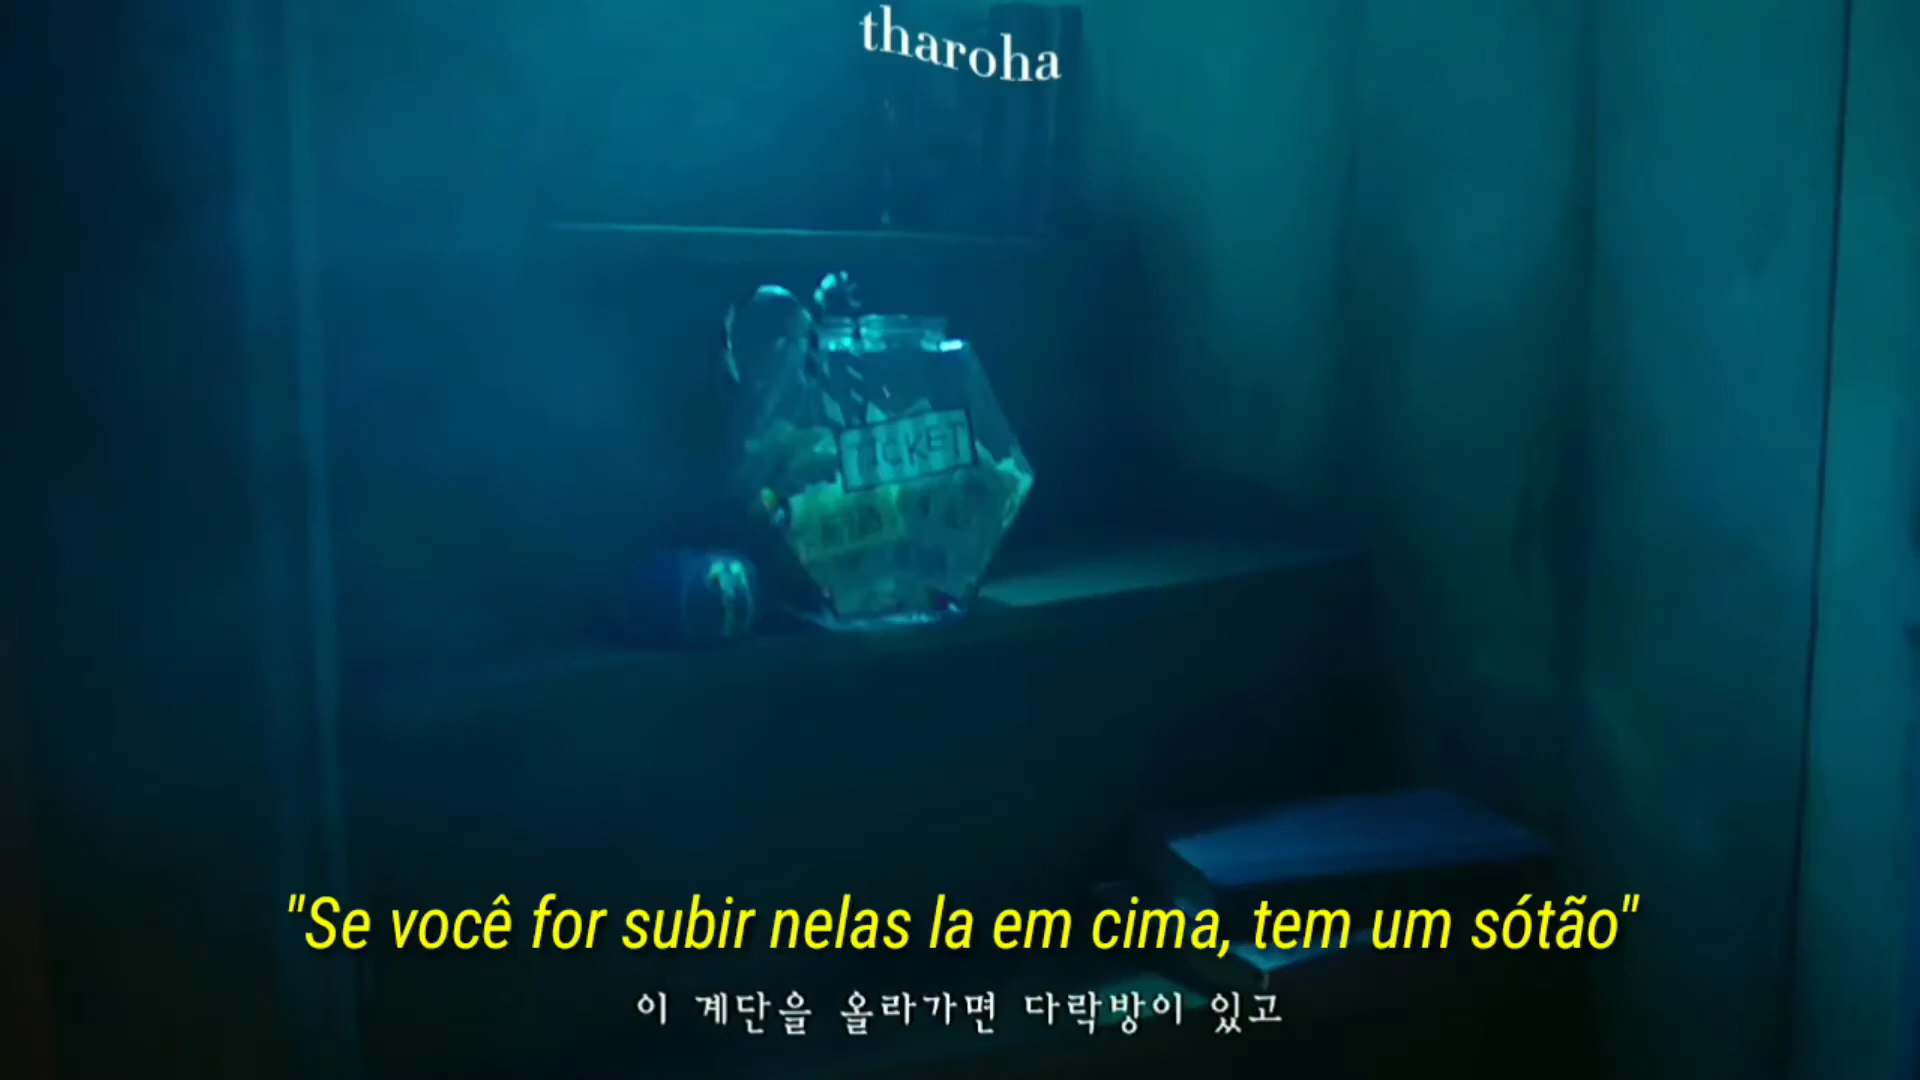 tharoha
TICKET
"Se você for subir nelas la em cima, tem um sótão"
이 계단을 올라가면 다락방이 있고